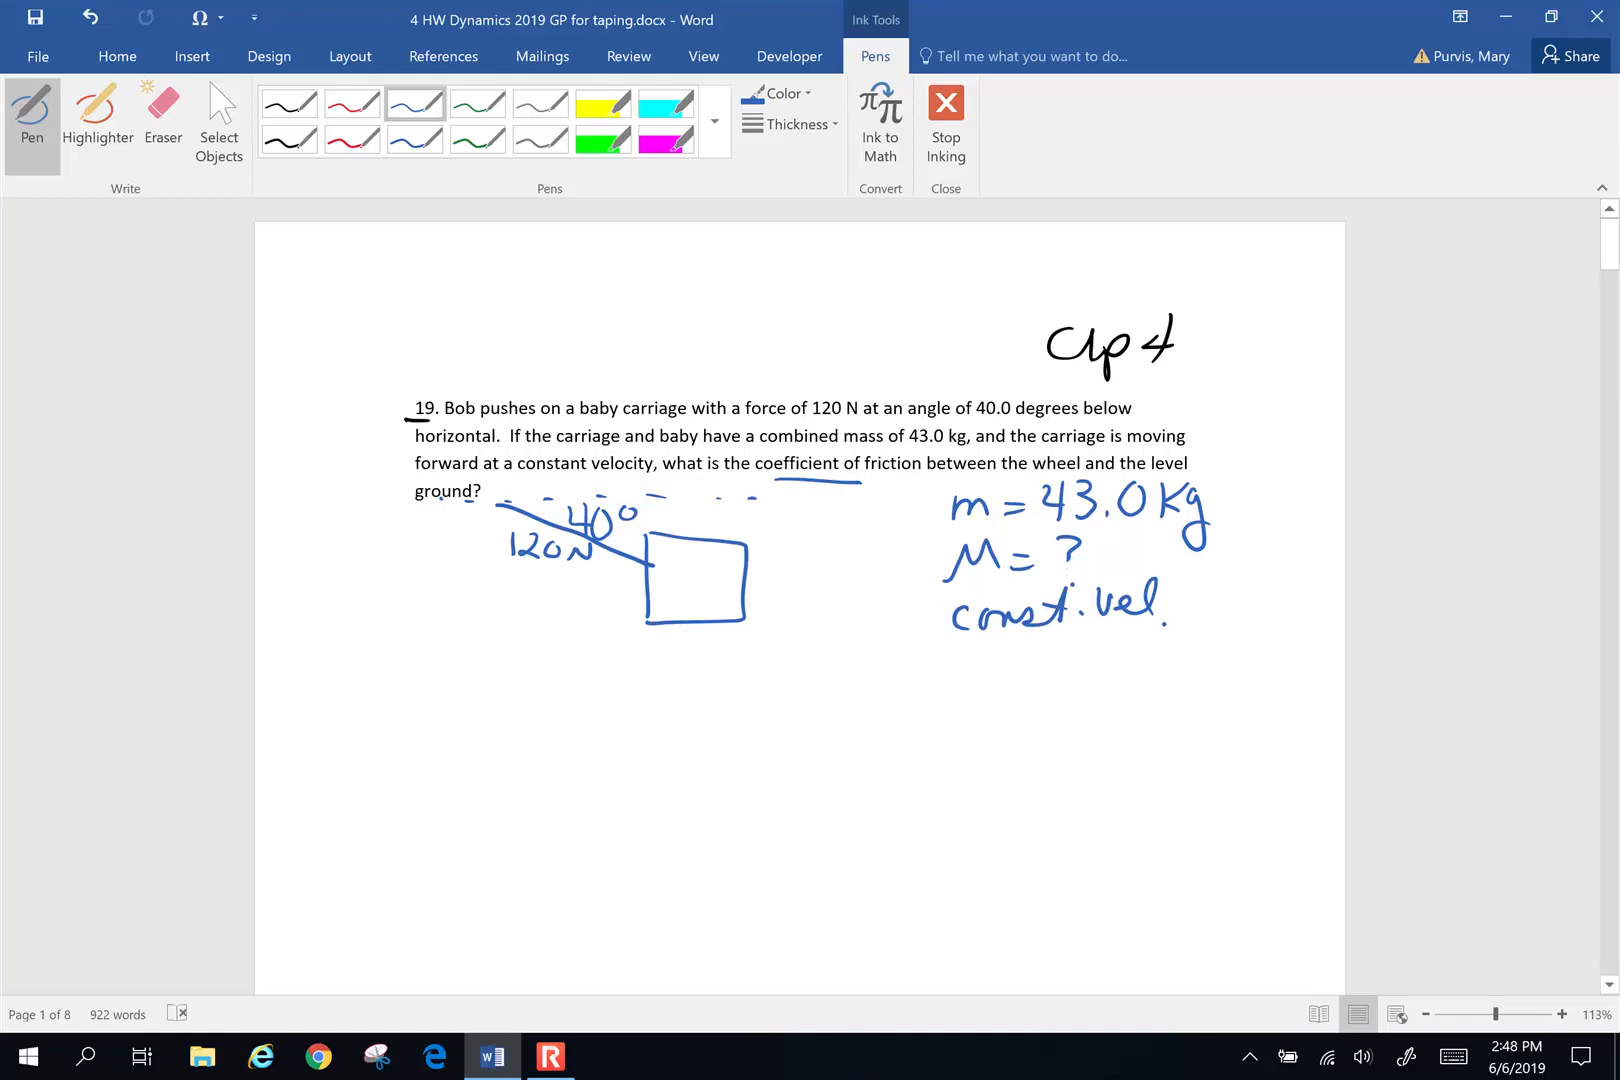 4 HW Dynamics 2019 GP for taping.docx - Word
Ink Tools
File Home Insert Design Layout References Mailings Review View Developer Pens Tell me what you want to do... Purvis, Mary Share
Pen Highlighter Eraser Select Objects
Write
Pens
Color
Thickness
Ink to Math
Convert
Stop Inking
Close
Clp 4
19. Bob pushes on a baby carriage with a force of 120 N at an angle of 40.0 degrees below
horizontal. If the carriage and baby have a combined mass of 43.0 kg, and the carriage is moving
forward at a constant velocity, what is the coefficient of friction between the wheel and the level
ground?
40°
120N
m = 43.0 kg
μ = ?
const. vel.
Page 1 of 8 922 words 113%
2:48 PM
6/6/2019